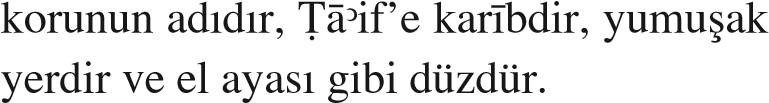 korunun adıdır, Ṭāʾif’e karībdir, yumuşak
yerdir ve el ayası gibi düzdür.